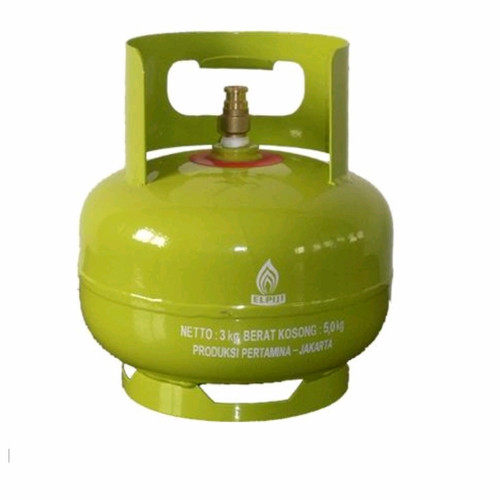 ELPIJI
NETTO : 3 kg BERAT KOSONG : 5,0 kg
PRODUKSI PERTAMINA – JAKARTA